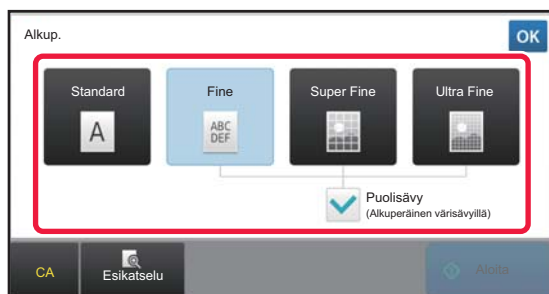 Alkup.
OK
Standard
Fine
Super Fine
Ultra Fine
A
ABC
DEF
Puolisävy
(Alkuperäinen värisävyillä)
CA
Esikatselu
Aloita